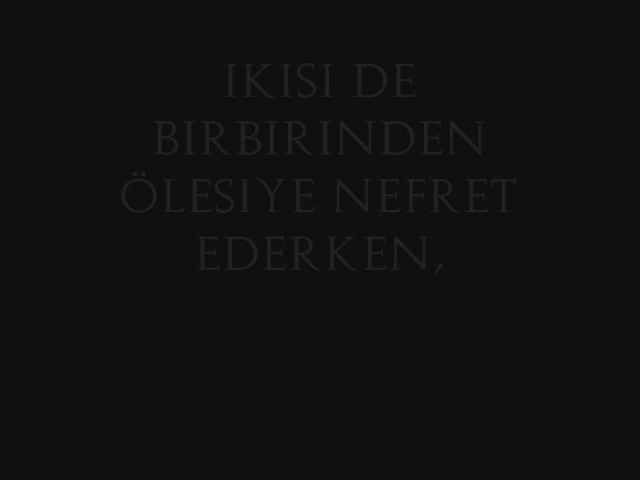 IKISI DE
BIRBIRINDEN
ÖLESIYE NEFRET
EDERKEN,